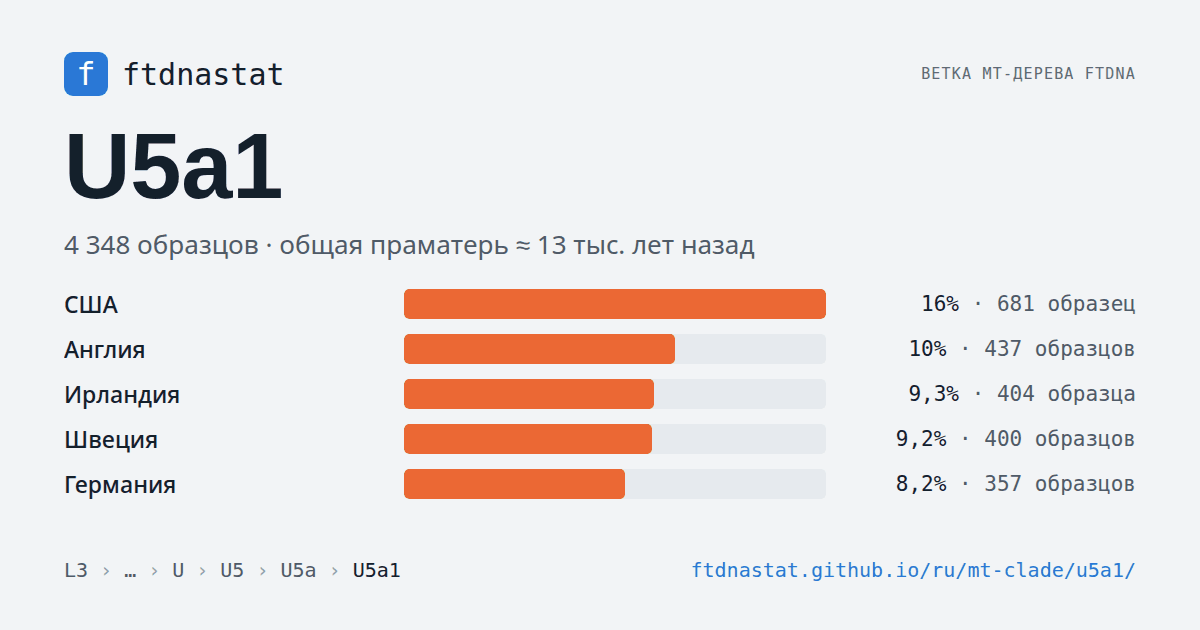 f ftdnastat
ВЕТКА МТ-ДЕРЕВА FTDNA
U5a1
4 348 образцов · общая праматерь ≈ 13 тыс. лет назад
США 16% · 681 образец
Англия 10% · 437 образцов
Ирландия 9,3% · 404 образца
Швеция 9,2% · 400 образцов
Германия 8,2% · 357 образцов
L3 › … › U › U5 › U5a › U5a1
ftdnastat.github.io/ru/mt-clade/u5a1/